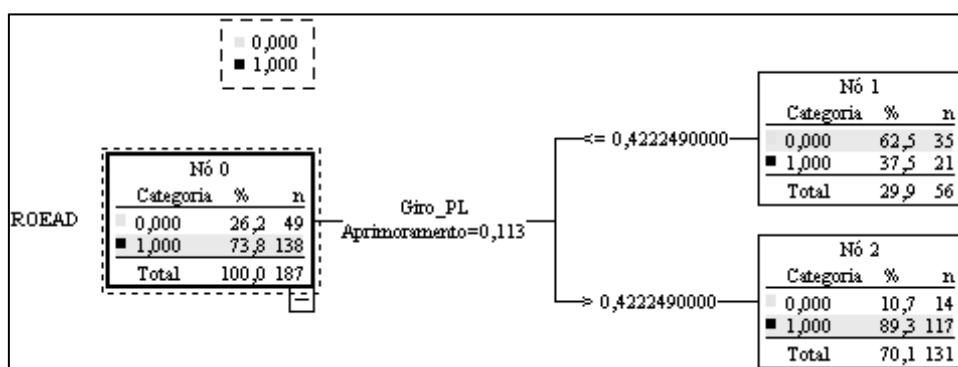 0,000
1,000
ROEAD
Nó 0
Categoria % n
0,000 26,2 49
1,000 73,8 138
Total 100,0 187
Giro_PL
Aprimoramento=0,113
<= 0,4222490000
Nó 1
Categoria % n
0,000 62,5 35
1,000 37,5 21
Total 29,9 56
> 0,4222490000
Nó 2
Categoria % n
0,000 10,7 14
1,000 89,3 117
Total 70,1 131